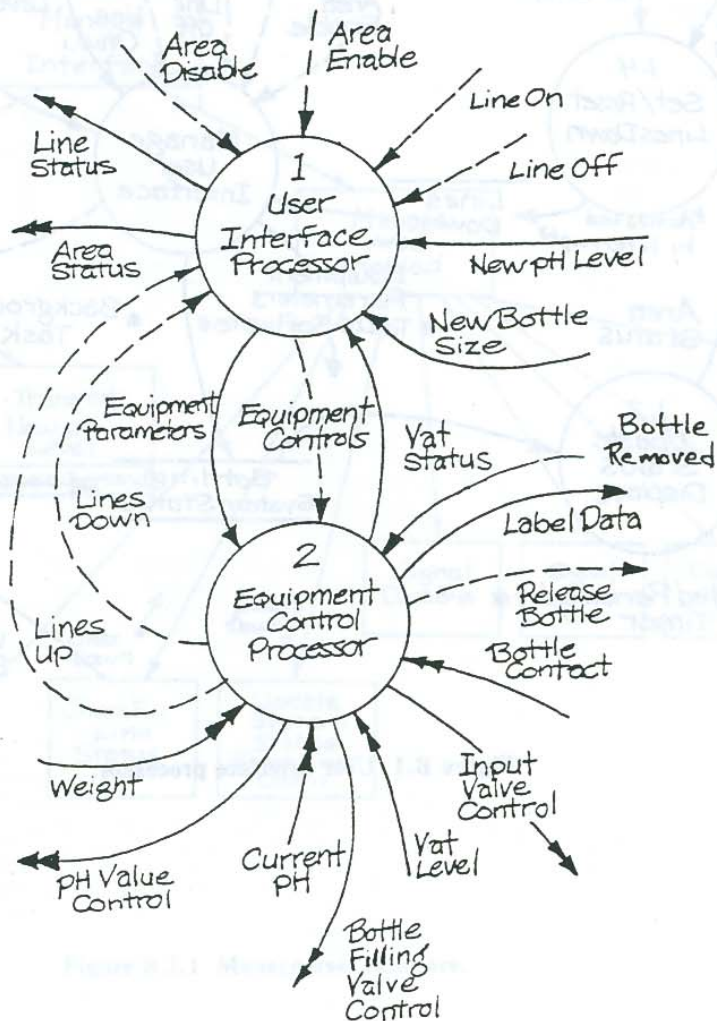 Area
Disable
Area
Enable
Line On
Line Off
Line
Status
1
User
Interface
Processor
Area
Status
New pH Level
New Bottle
Size
Equipment
Parameters
Equipment
Controls
Vat
Status
Bottle
Removed
Lines
Down
Label Data
2
Equipment
Control
Processor
Release
Bottle
Lines
Up
Bottle
Contact
Weight
Input
Valve
Control
pH Value
Control
Current
pH
Vat
Level
Bottle
Filling
Valve
Control